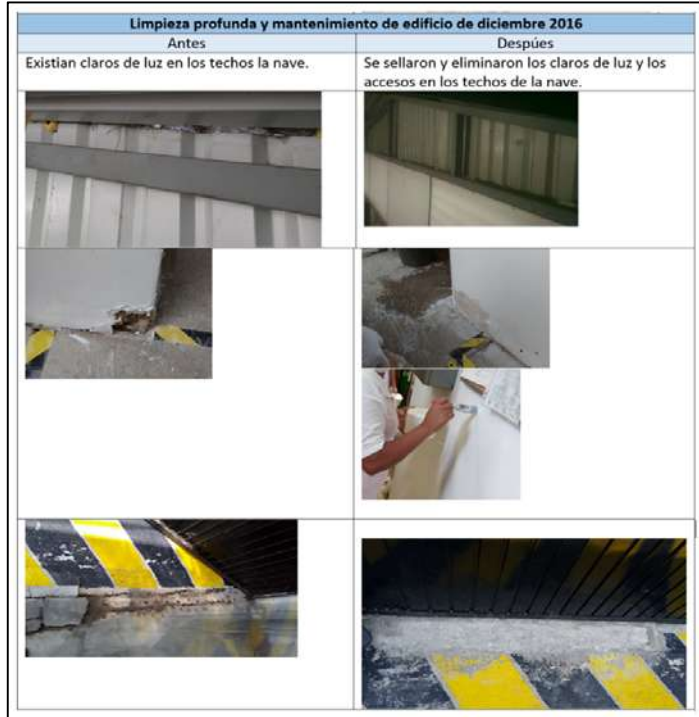 Limpieza profunda y mantenimiento de edificio de diciembre 2016
Antes
Despúes
Existian claros de luz en los techos la nave.
Se sellaron y eliminaron los claros de luz y los
accesos en los techos de la nave.